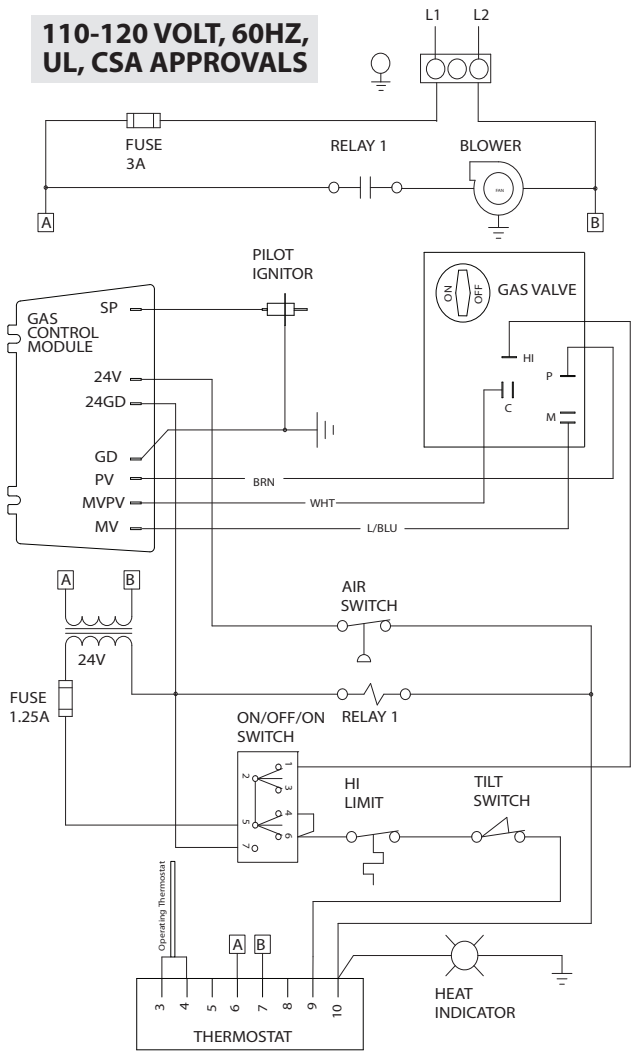 110-120 VOLT, 60HZ,
UL, CSA APPROVALS
L1
L2
FUSE
3A
RELAY 1
BLOWER
FAN
A
B
PILOT
IGNITOR
GAS
CONTROL
MODULE
SP
24V
24GD
GD
PV
MVPV
MV
ON
OFF
GAS VALVE
HI
P
C
M
BRN
WHT
L/BLU
A
B
24V
FUSE
1.25A
AIR
SWITCH
RELAY 1
ON/OFF/ON
SWITCH
1
2
3
4
5
6
7
HI
LIMIT
TILT
SWITCH
Operating Thermostat
A
B
3
4
5
6
7
8
9
10
THERMOSTAT
HEAT
INDICATOR